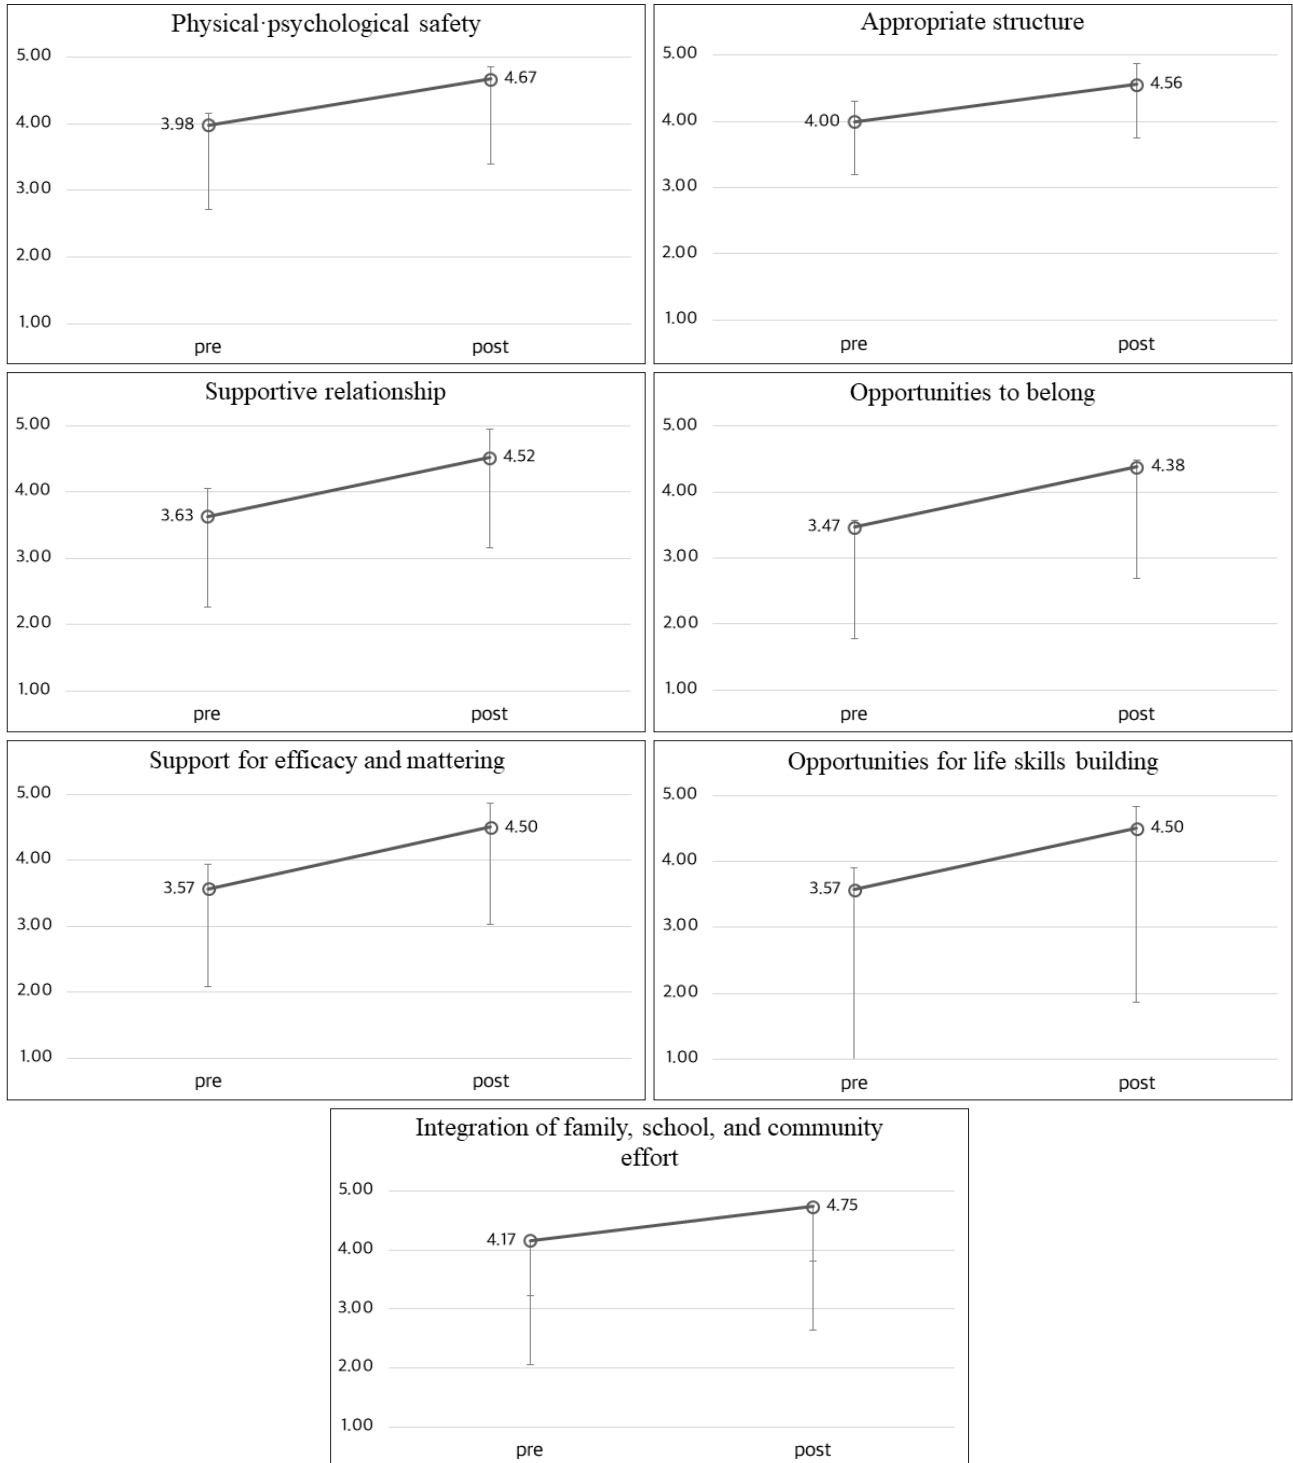 Physical·psychological safety
5.00
4.00
3.00
2.00
1.00
3.98
4.67
pre
post
Appropriate structure
5.00
4.00
3.00
2.00
1.00
4.00
4.56
pre
post
Supportive relationship
5.00
4.00
3.00
2.00
1.00
3.63
4.52
pre
post
Opportunities to belong
5.00
4.00
3.00
2.00
1.00
3.47
4.38
pre
post
Support for efficacy and mattering
5.00
4.00
3.00
2.00
1.00
3.57
4.50
pre
post
Opportunities for life skills building
5.00
4.00
3.00
2.00
1.00
3.57
4.50
pre
post
Integration of family, school, and community
effort
5.00
4.00
3.00
2.00
1.00
4.17
4.75
pre
post